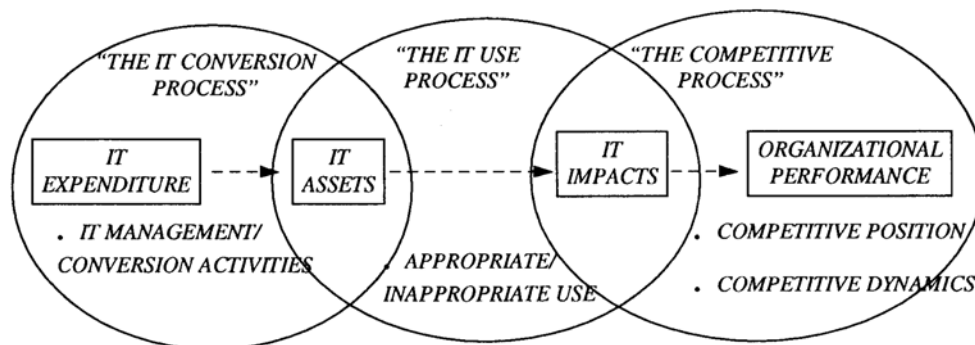 “THE IT CONVERSION
PROCESS”
“THE IT USE
PROCESS”
“THE COMPETITIVE
PROCESS”
IT
EXPENDITURE
IT
ASSETS
IT
IMPACTS
ORGANIZATIONAL
PERFORMANCE
• IT MANAGEMENT/
CONVERSION ACTIVITIES
• APPROPRIATE/
INAPPROPRIATE USE
• COMPETITIVE POSITION/
• COMPETITIVE DYNAMICS